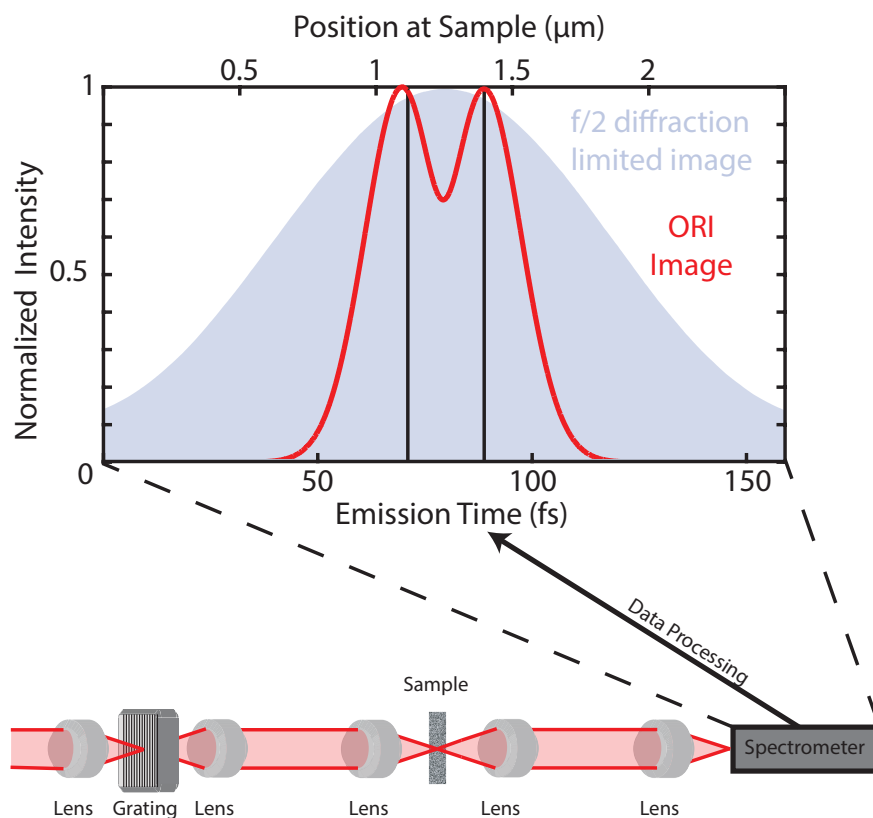 Position at Sample (µm)
0.5 1 1.5 2
1
0.5
0
Normalized Intensity
f/2 diffraction
limited image
ORI
Image
50 100 150
Emission Time (fs)
Data Processing
Sample
Spectrometer
Lens Grating Lens Lens Lens Lens